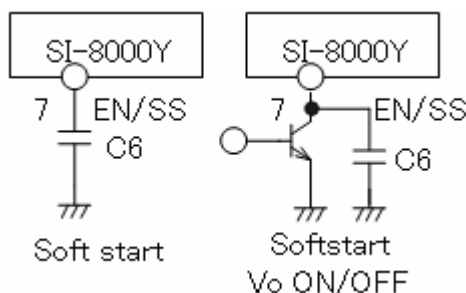 SI-8000Y SI-8000Y
7 EN/SS 7 EN/SS
C6 C6
Soft start Softstart
Vo ON/OFF